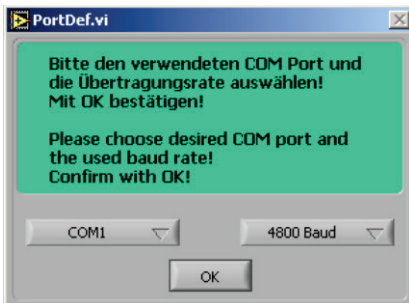 PortDef.vi
Bitte den verwendeten COM Port und
die Übertragungsrate auswählen!
Mit OK bestätigen!
Please choose desired COM port and
the used baud rate!
Confirm with OK!
COM1 4800 Baud
OK